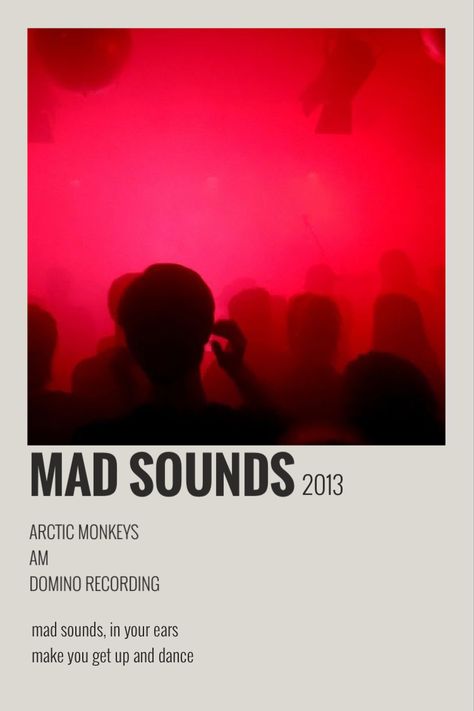 MAD SOUNDS 2013
ARCTIC MONKEYS
AM
DOMINO RECORDING
mad sounds, in your ears
make you get up and dance